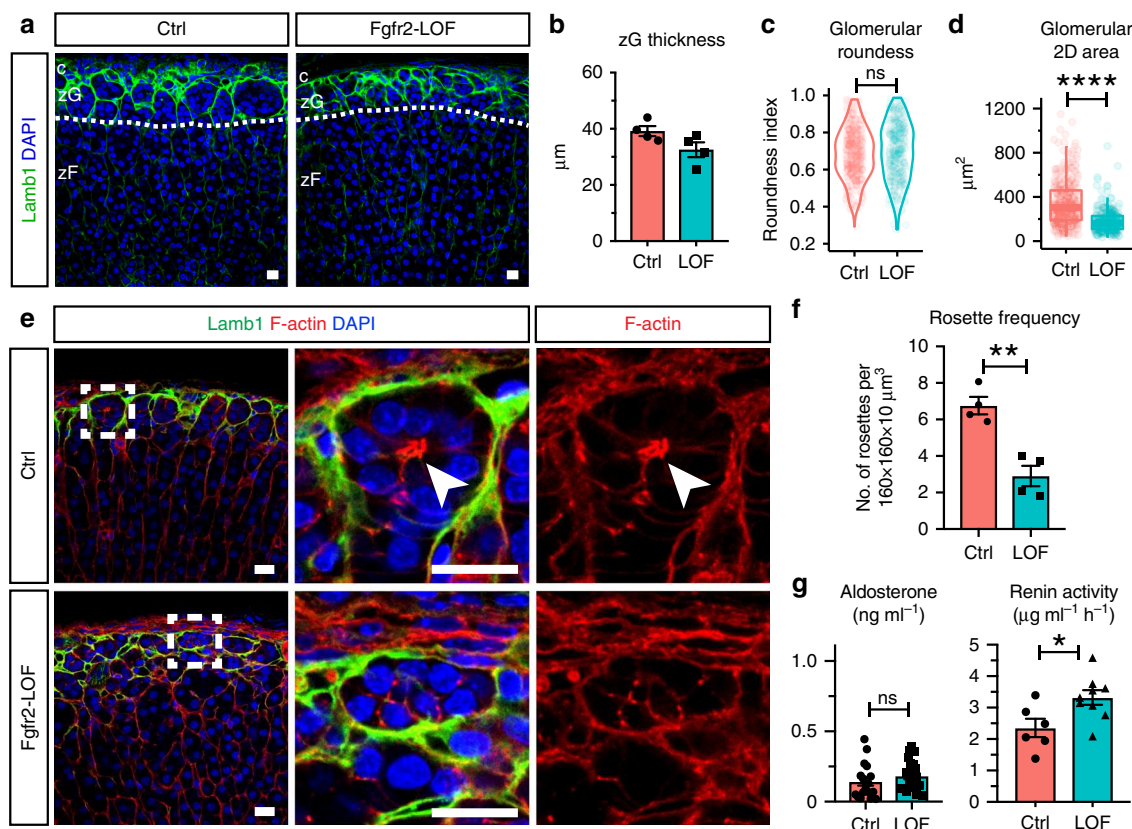 a
Ctrl
Fgfr2-LOF
Lamb1 DAPI
c
zG
zF
c
zG
zF
b
zG thickness
μm
60
40
20
0
Ctrl
LOF
c
Glomerular
roundess
ns
Roundness index
1.0
0.8
0.6
0.4
0.2
Ctrl
LOF
d
Glomerular
2D area
****
μm²
1200
800
400
0
Ctrl
LOF
e
Lamb1 F-actin DAPI
F-actin
Ctrl
Fgfr2-LOF
f
Rosette frequency
**
No. of rosettes per
160×160×10 μm³
10
8
6
4
2
0
Ctrl
LOF
g
Aldosterone
(ng ml⁻¹)
ns
1.0
0.5
0
Ctrl
LOF
Renin activity
(μg ml⁻¹ h⁻¹)
*
5
4
3
2
1
0
Ctrl
LOF